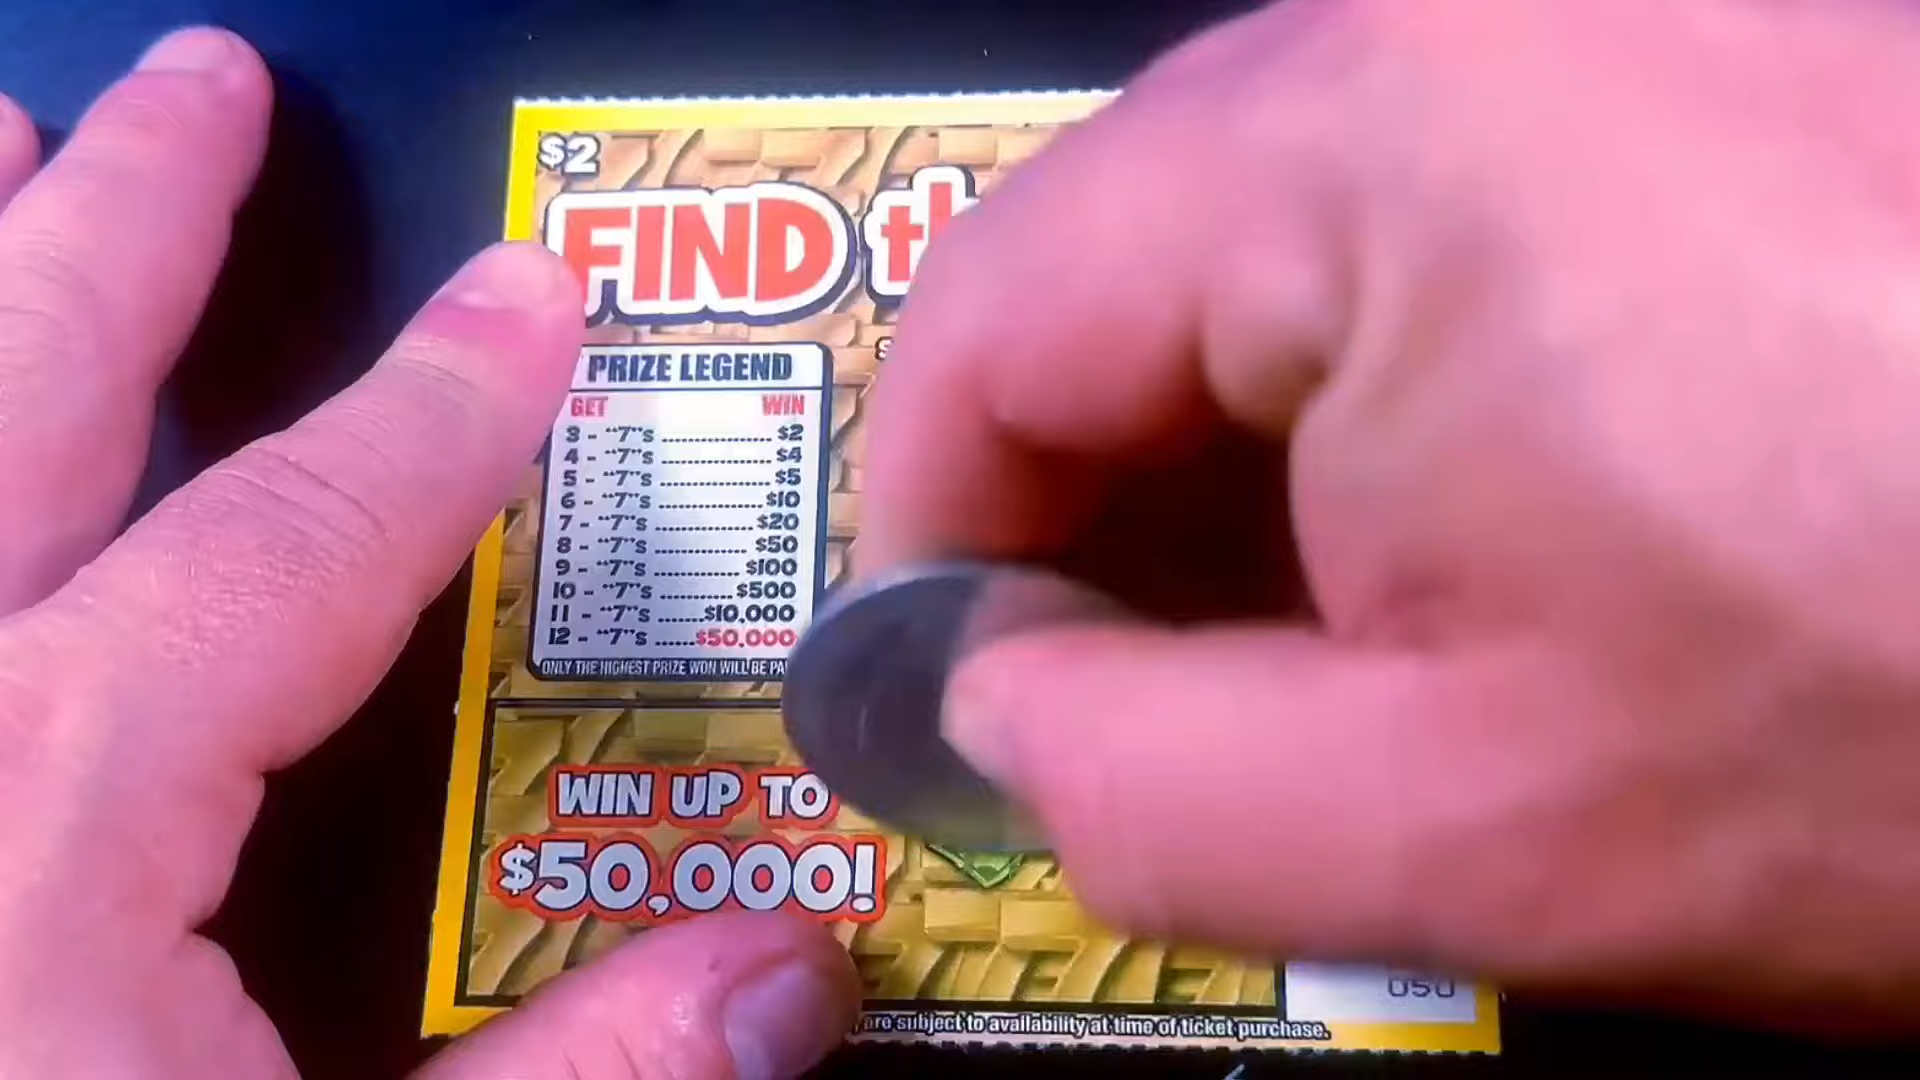 $2
FIND
PRIZE LEGEND
GET WIN
3 - "7"s ................ $2
4 - "7"s ................ $4
5 - "7"s ................ $5
6 - "7"s ............... $10
7 - "7"s .............. $20
8 - "7"s .............. $50
9 - "7"s ............. $100
10 - "7"s ........... $500
11 - "7"s .......$10,000
12 - "7"s ......$50,000
ONLY THE HIGHEST PRIZE WON WILL BE
WIN UP TO
$50,000!
050
are subject to availability at time of ticket purchase.